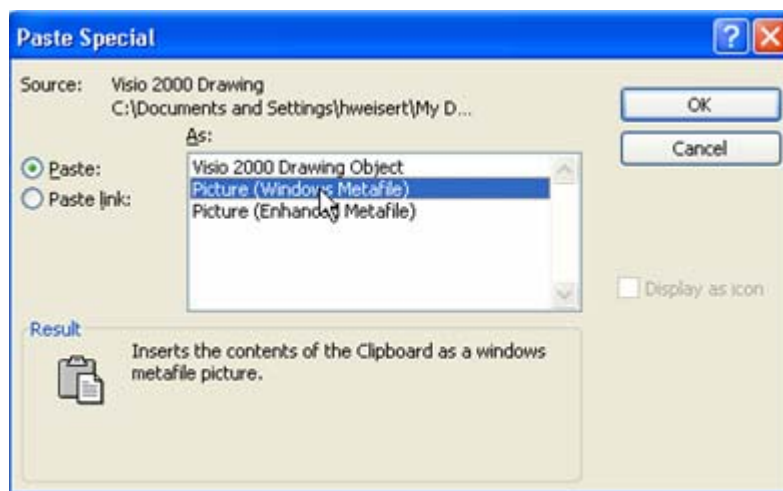 Paste Special
Source: Visio 2000 Drawing
C:\Documents and Settings\hweisert\My D...
As:
Paste:
Paste link:
Visio 2000 Drawing Object
Picture (Windows Metafile)
Picture (Enhanced Metafile)
OK
Cancel
Display as icon
Result
Inserts the contents of the Clipboard as a windows
metafile picture.